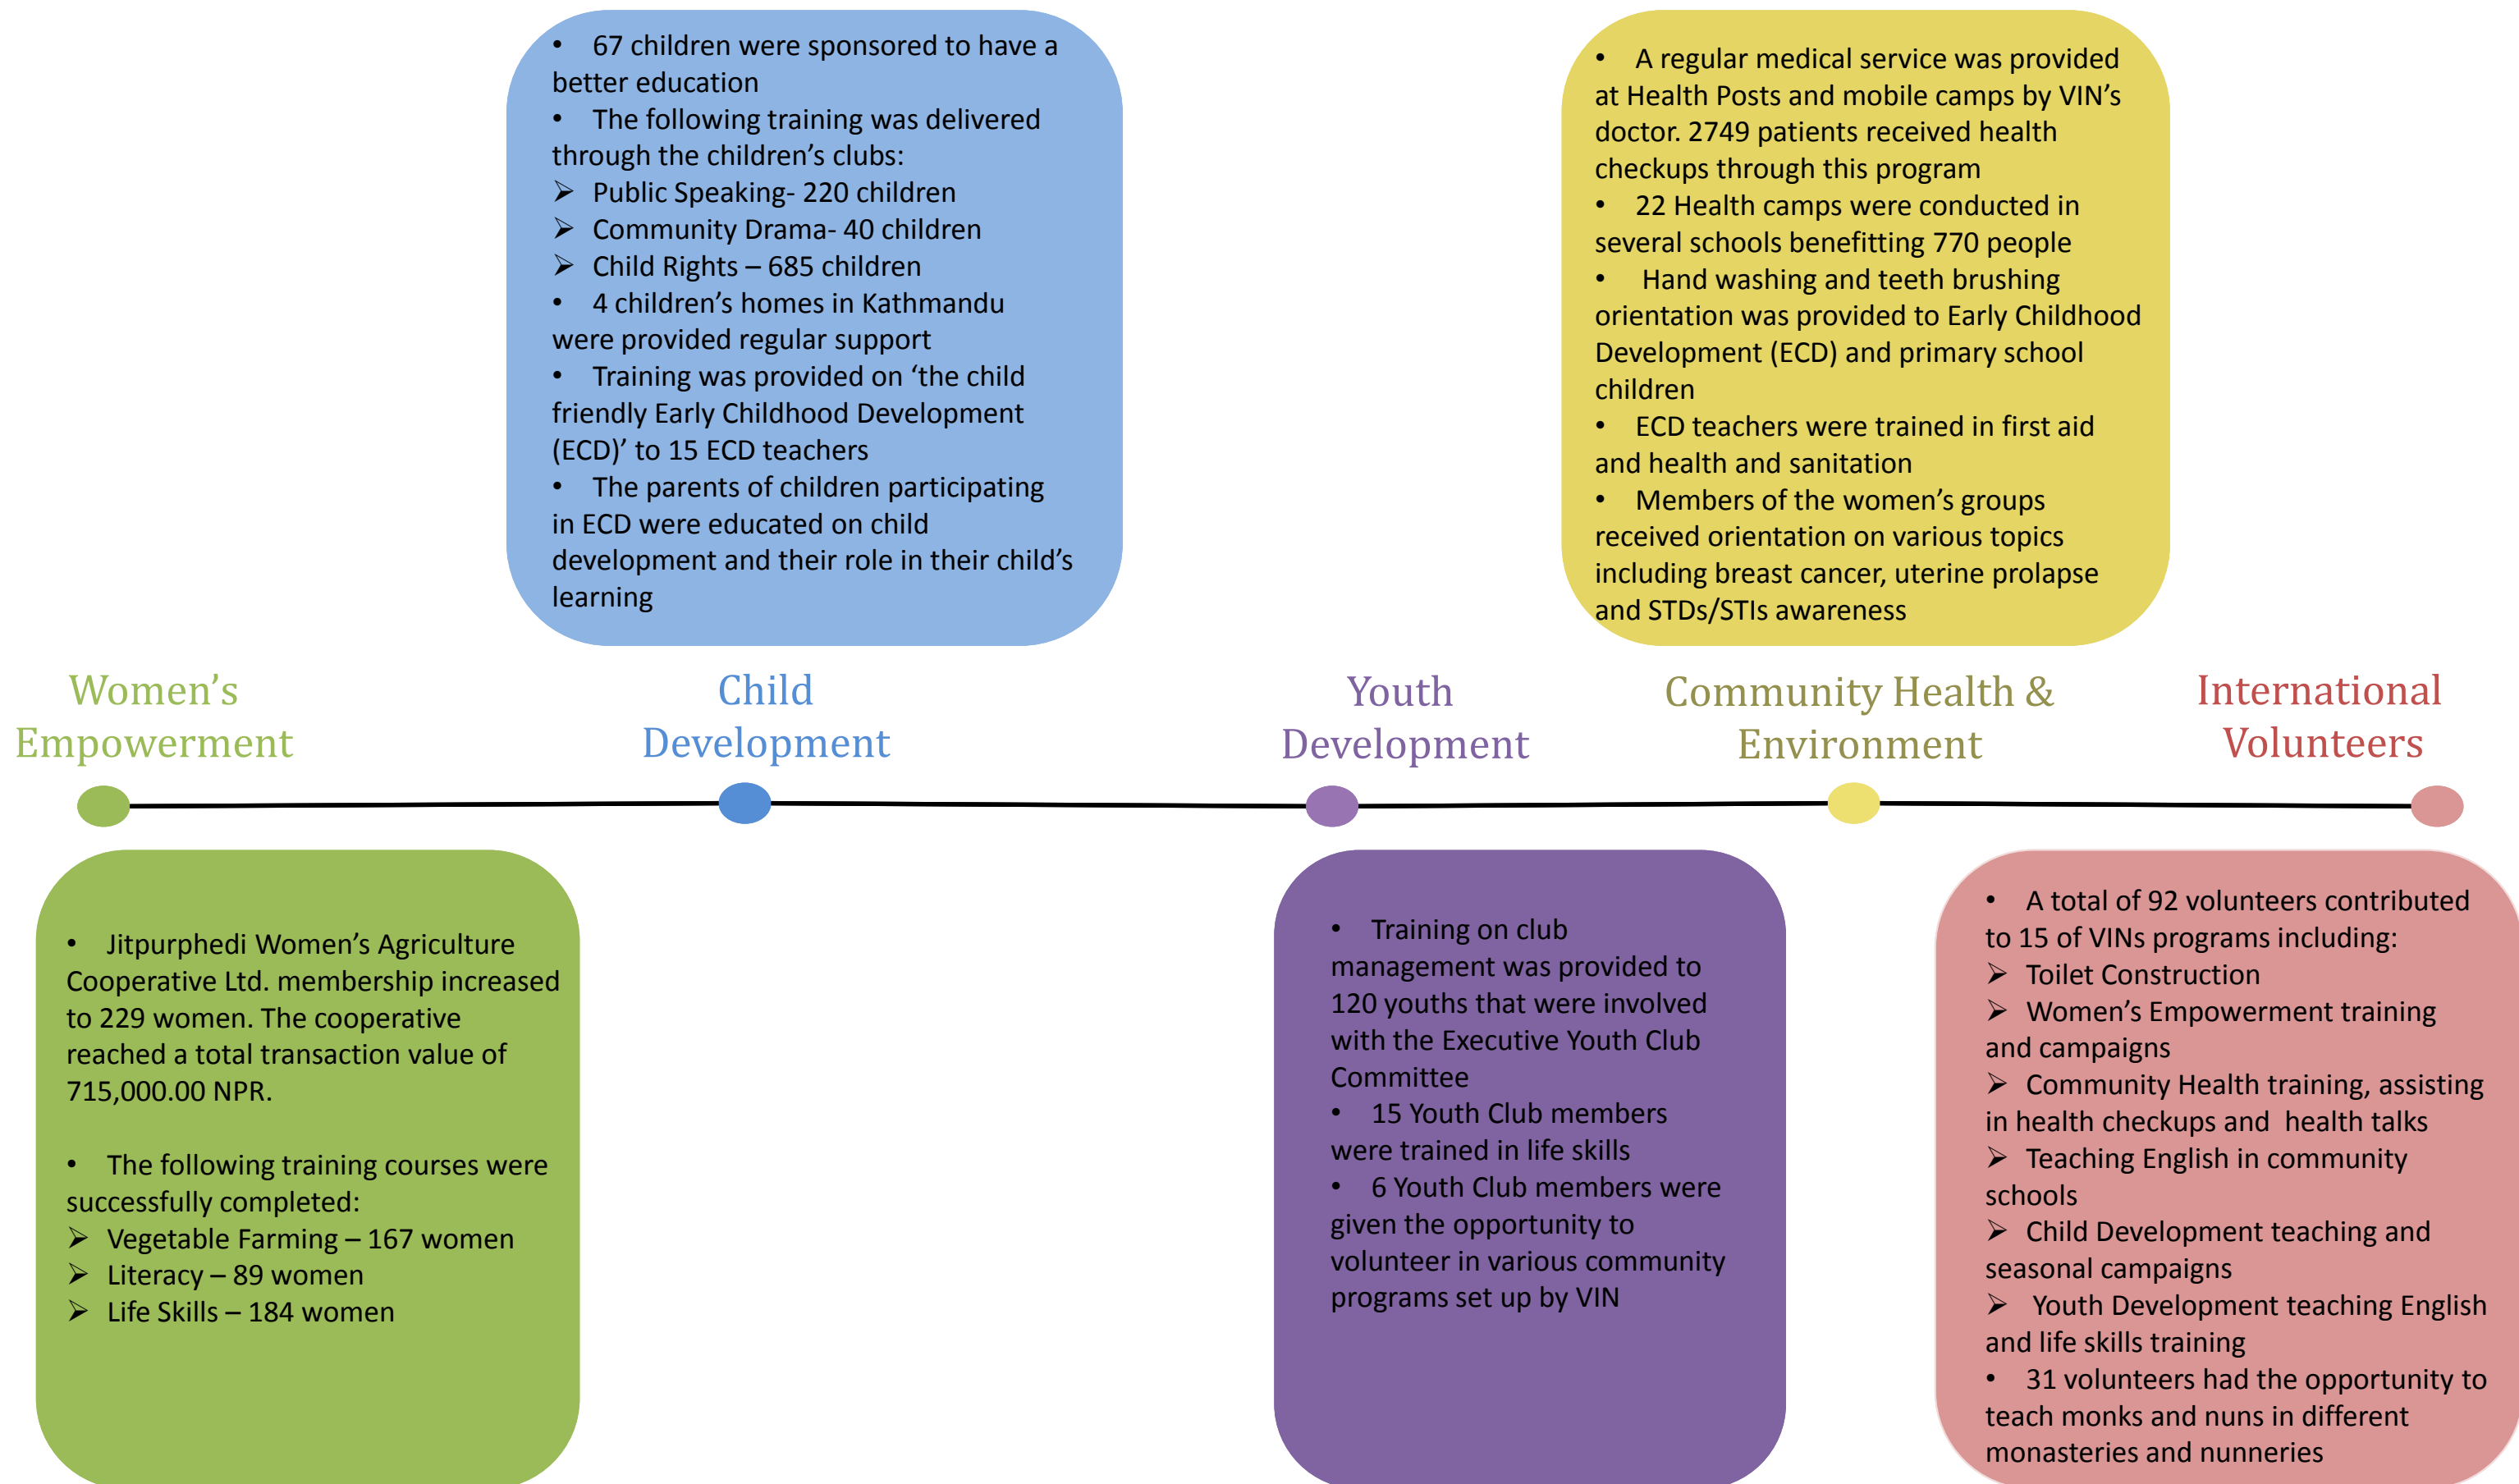 • 67 children were sponsored to have a
better education
• The following training was delivered
through the children’s clubs:
➢ Public Speaking- 220 children
➢ Community Drama- 40 children
➢ Child Rights – 685 children
• 4 children’s homes in Kathmandu
were provided regular support
• Training was provided on ‘the child
friendly Early Childhood Development
(ECD)’ to 15 ECD teachers
• The parents of children participating
in ECD were educated on child
development and their role in their child’s
learning
• A regular medical service was provided
at Health Posts and mobile camps by VIN’s
doctor. 2749 patients received health
checkups through this program
• 22 Health camps were conducted in
several schools benefitting 770 people
• Hand washing and teeth brushing
orientation was provided to Early Childhood
Development (ECD) and primary school
children
• ECD teachers were trained in first aid
and health and sanitation
• Members of the women’s groups
received orientation on various topics
including breast cancer, uterine prolapse
and STDs/STIs awareness
Women’s
Empowerment
Child
Development
Youth
Development
Community Health &
Environment
International
Volunteers
• Jitpurphedi Women’s Agriculture
Cooperative Ltd. membership increased
to 229 women. The cooperative
reached a total transaction value of
715,000.00 NPR.
• The following training courses were
successfully completed:
➢ Vegetable Farming – 167 women
➢ Literacy – 89 women
➢ Life Skills – 184 women
• Training on club
management was provided to
120 youths that were involved
with the Executive Youth Club
Committee
• 15 Youth Club members
were trained in life skills
• 6 Youth Club members were
given the opportunity to
volunteer in various community
programs set up by VIN
• A total of 92 volunteers contributed
to 15 of VINs programs including:
➢ Toilet Construction
➢ Women’s Empowerment training
and campaigns
➢ Community Health training, assisting
in health checkups and health talks
➢ Teaching English in community
schools
➢ Child Development teaching and
seasonal campaigns
➢ Youth Development teaching English
and life skills training
• 31 volunteers had the opportunity to
teach monks and nuns in different
monasteries and nunneries